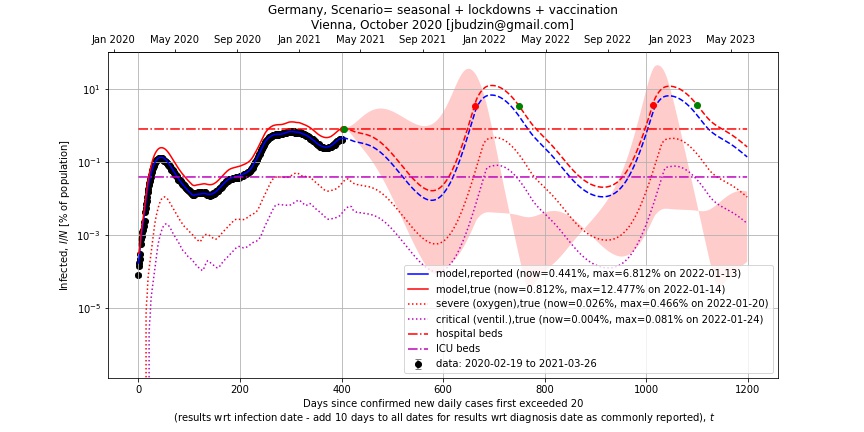 Germany, Scenario= seasonal + lockdowns + vaccination
Vienna, October 2020 [jbudzin@gmail.com]
Jan 2020 May 2020 Sep 2020 Jan 2021 May 2021 Sep 2021 Jan 2022 May 2022 Sep 2022 Jan 2023 May 2023
Infected, I/N [% of population]
10¹
10⁻¹
10⁻³
10⁻⁵
model,reported (now=0.441%, max=6.812% on 2022-01-13)
model,true (now=0.812%, max=12.477% on 2022-01-14)
severe (oxygen),true (now=0.026%, max=0.466% on 2022-01-20)
critical (ventil.),true (now=0.004%, max=0.081% on 2022-01-24)
hospital beds
ICU beds
data: 2020-02-19 to 2021-03-26
0 200 400 600 800 1000 1200
Days since confirmed new daily cases first exceeded 20
(results wrt infection date - add 10 days to all dates for results wrt diagnosis date as commonly reported), t